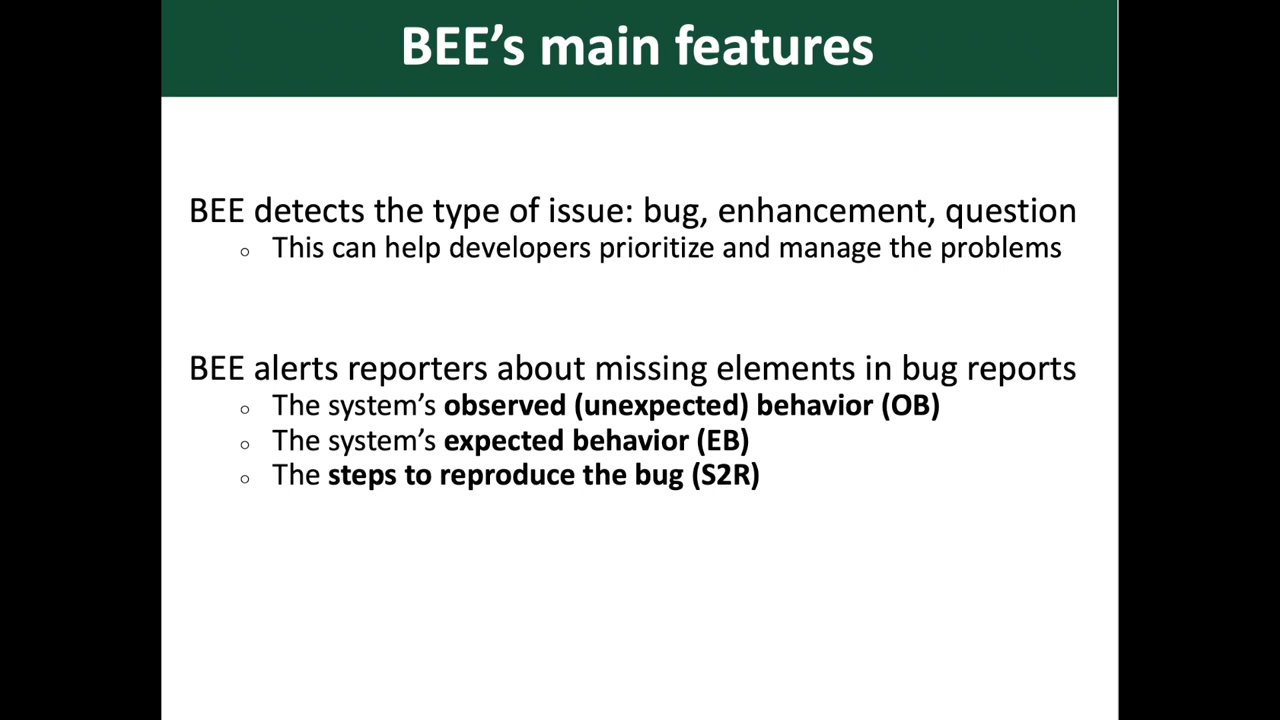 BEE’s main features
BEE detects the type of issue: bug, enhancement, question
○ This can help developers prioritize and manage the problems
BEE alerts reporters about missing elements in bug reports
○ The system’s observed (unexpected) behavior (OB)
○ The system’s expected behavior (EB)
○ The steps to reproduce the bug (S2R)